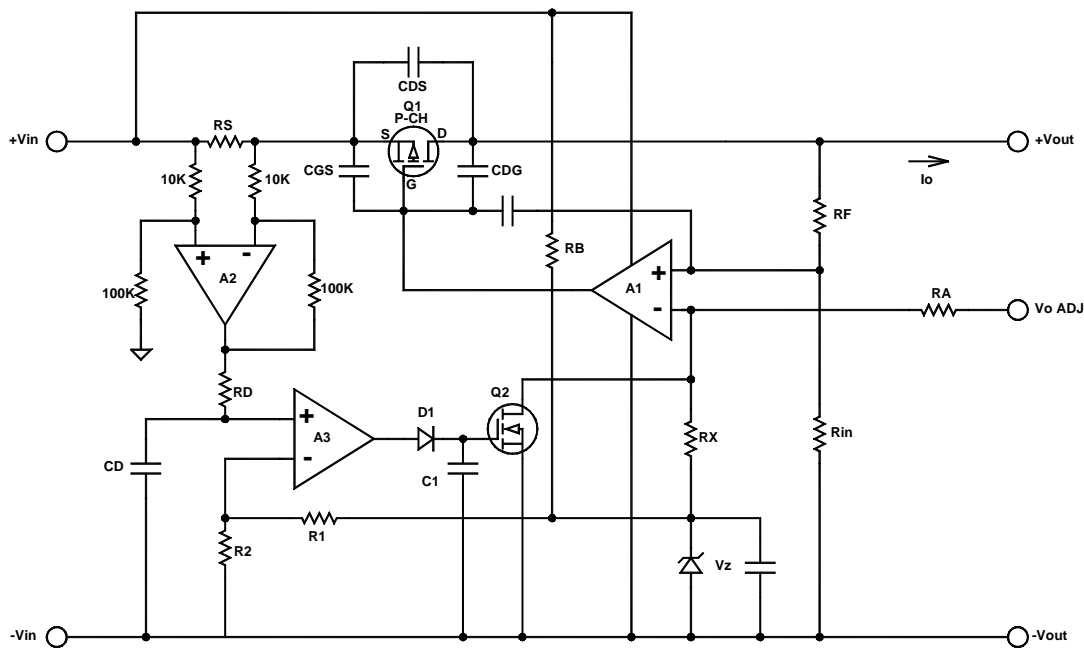 CDS
Q1
P-CH
+Vin
RS
S
D
+Vout
10K
10K
CGS
G
CDG
Io
RF
+
-
A2
RB
100K
100K
+
A1
-
RA
Vo ADJ
RD
Q2
+
A3
-
D1
RX
Rin
CD
C1
R1
R2
Vz
-Vin
-Vout